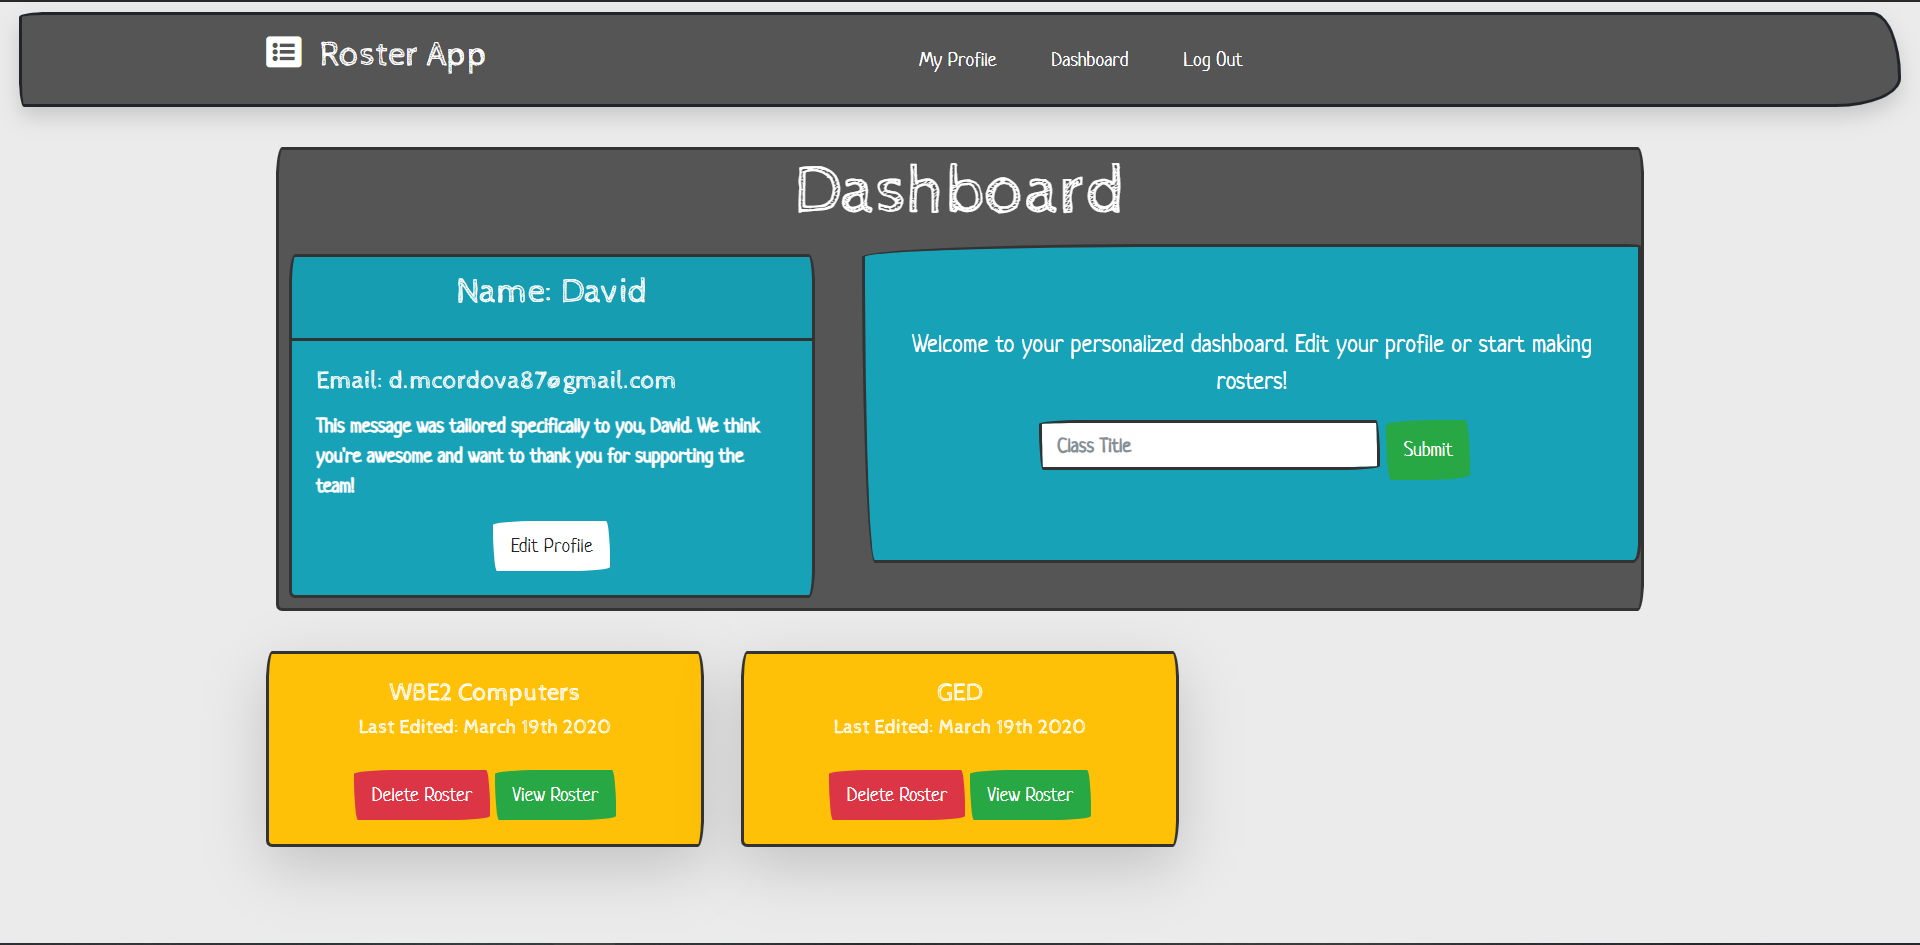 Roster App
My Profile
Dashboard
Log Out
Dashboard
Name: David
Email: d.mcordova87@gmail.com
This message was tailored specifically to you, David. We think
you're awesome and want to thank you for supporting the
team!
Edit Profile
Welcome to your personalized dashboard. Edit your profile or start making
rosters!
Class Title
Submit
WBE2 Computers
Last Edited: March 19th 2020
Delete Roster
View Roster
GED
Last Edited: March 19th 2020
Delete Roster
View Roster